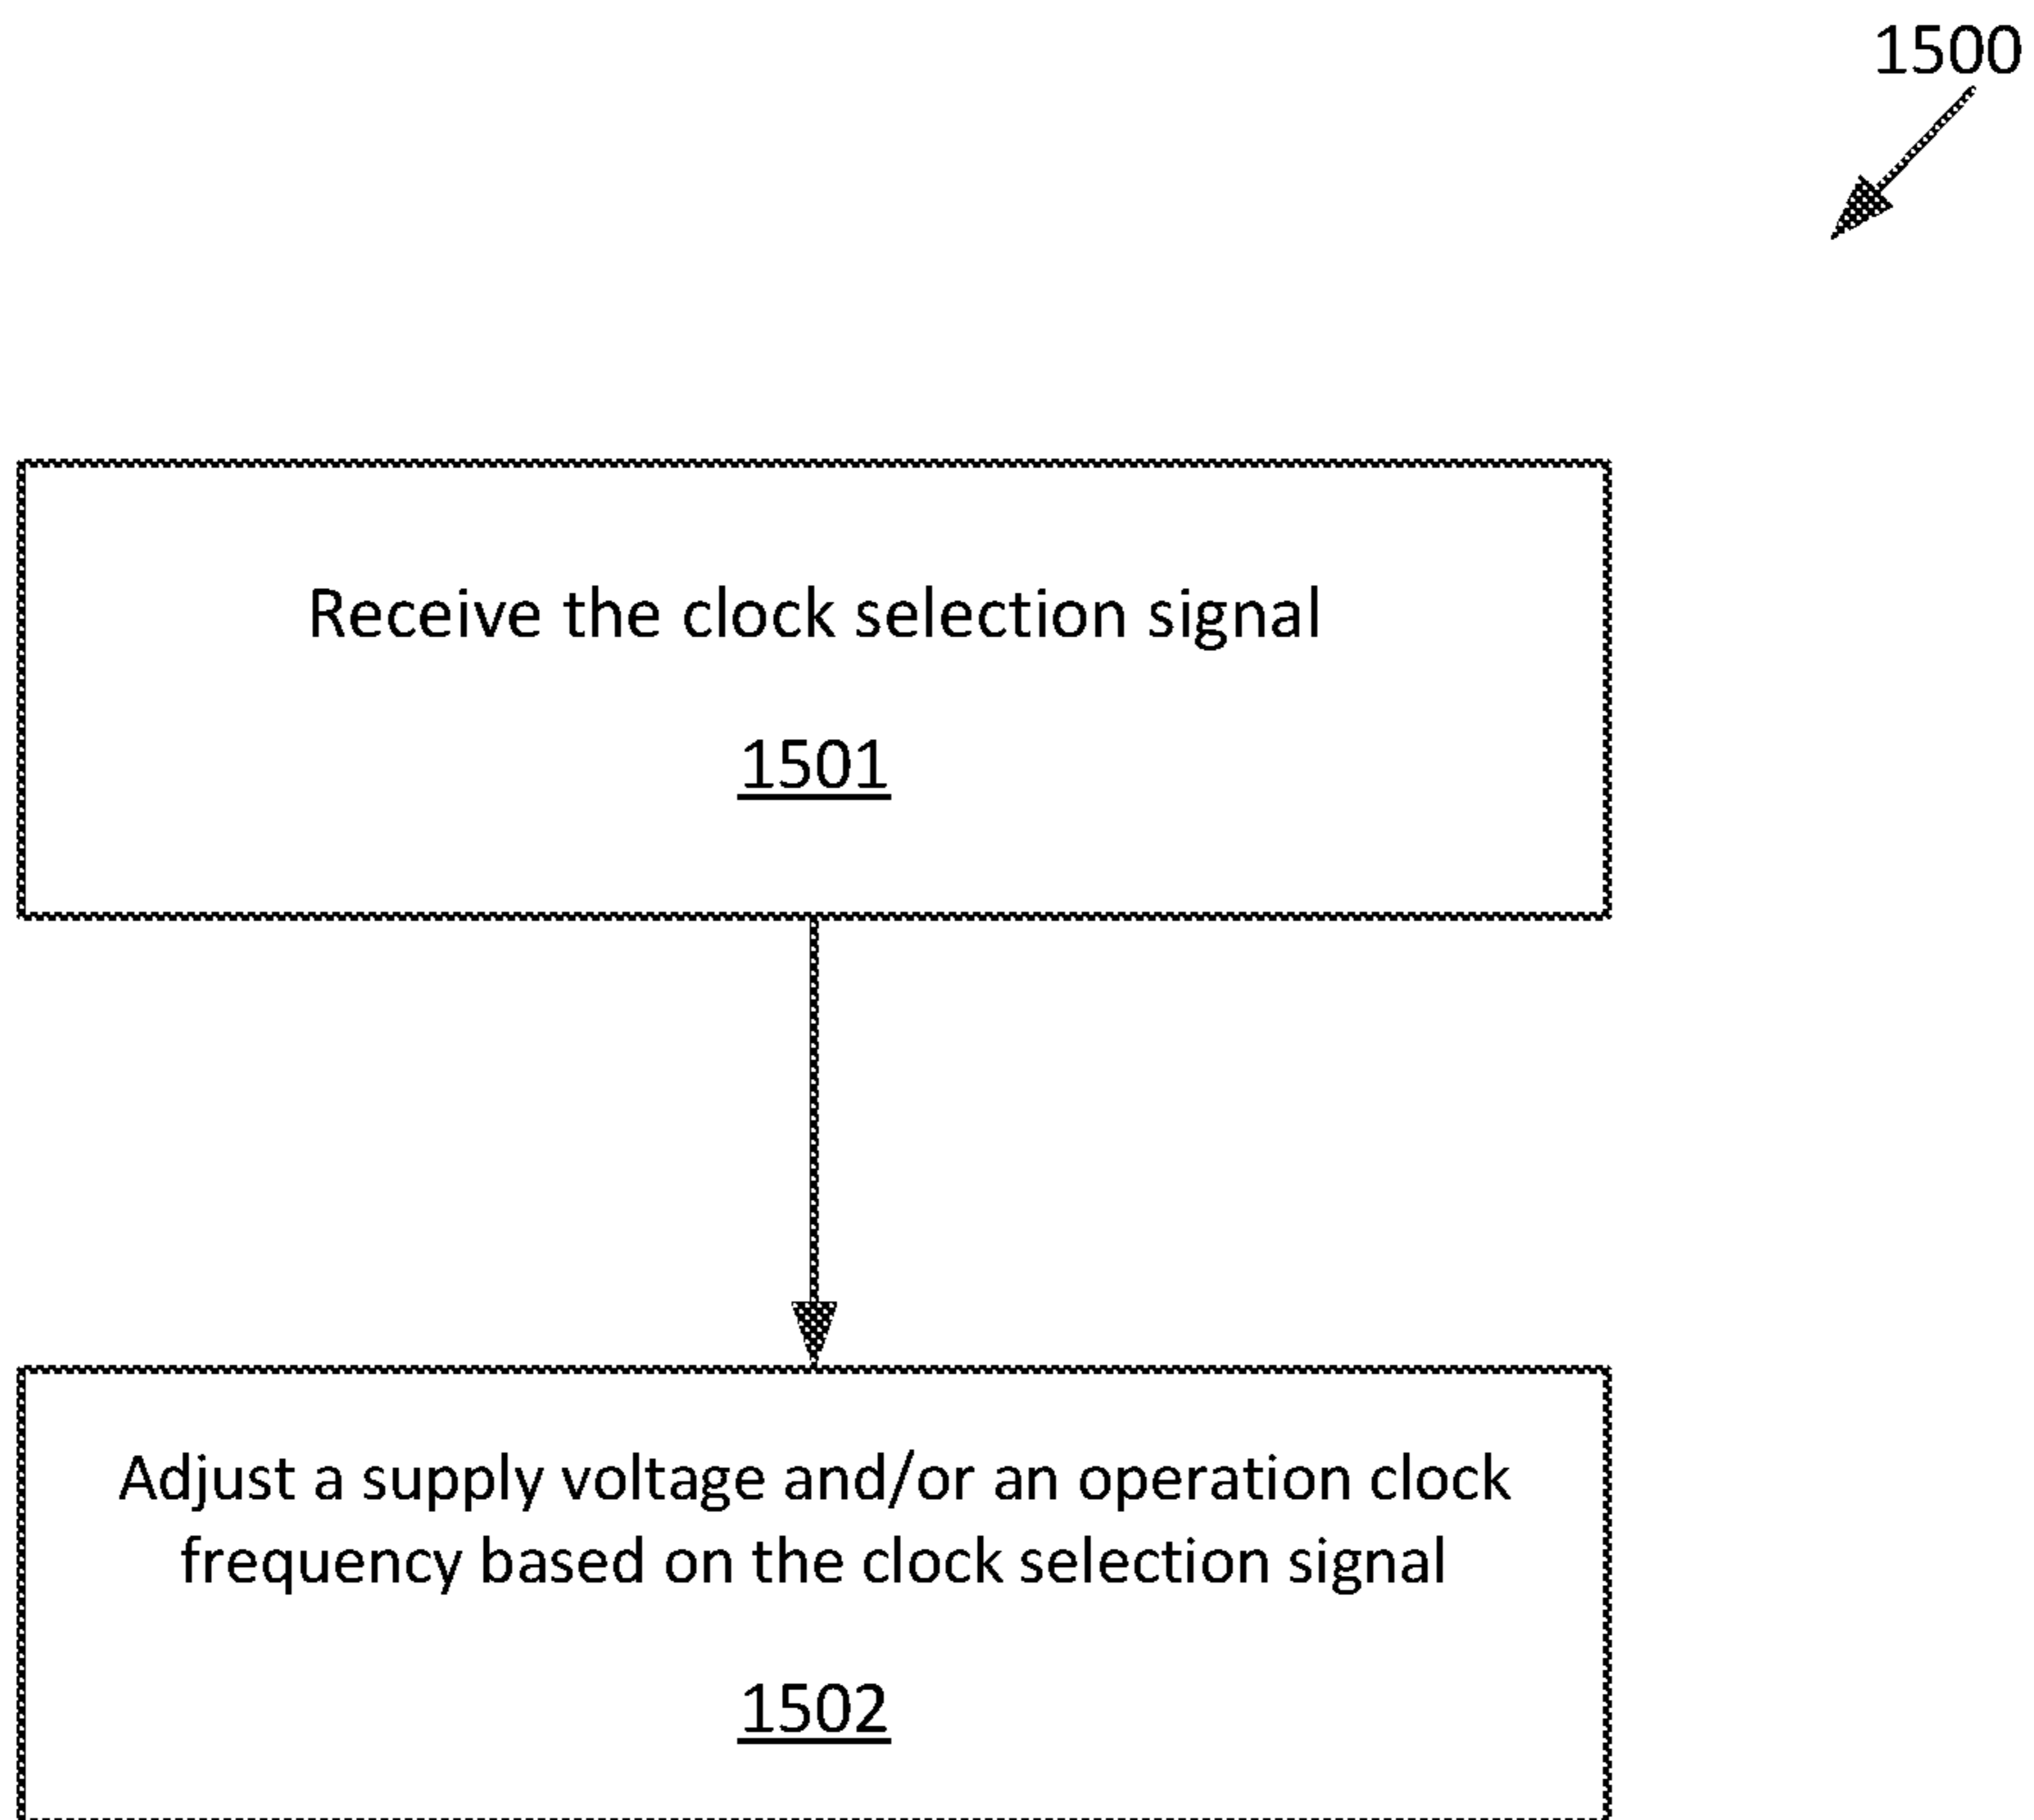 1500
Receive the clock selection signal
1501
Adjust a supply voltage and/or an operation clock
frequency based on the clock selection signal
1502